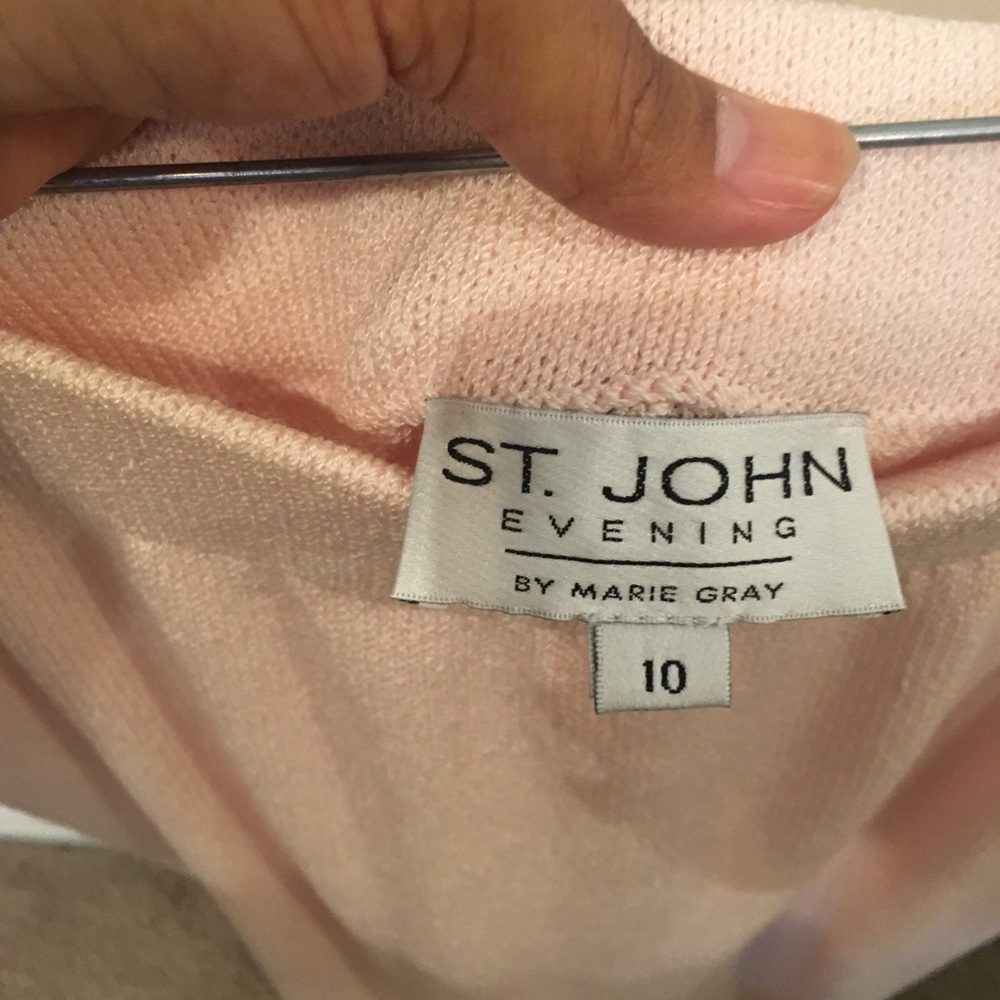 ST. JOHN
EVENING
BY MARIE GRAY
10